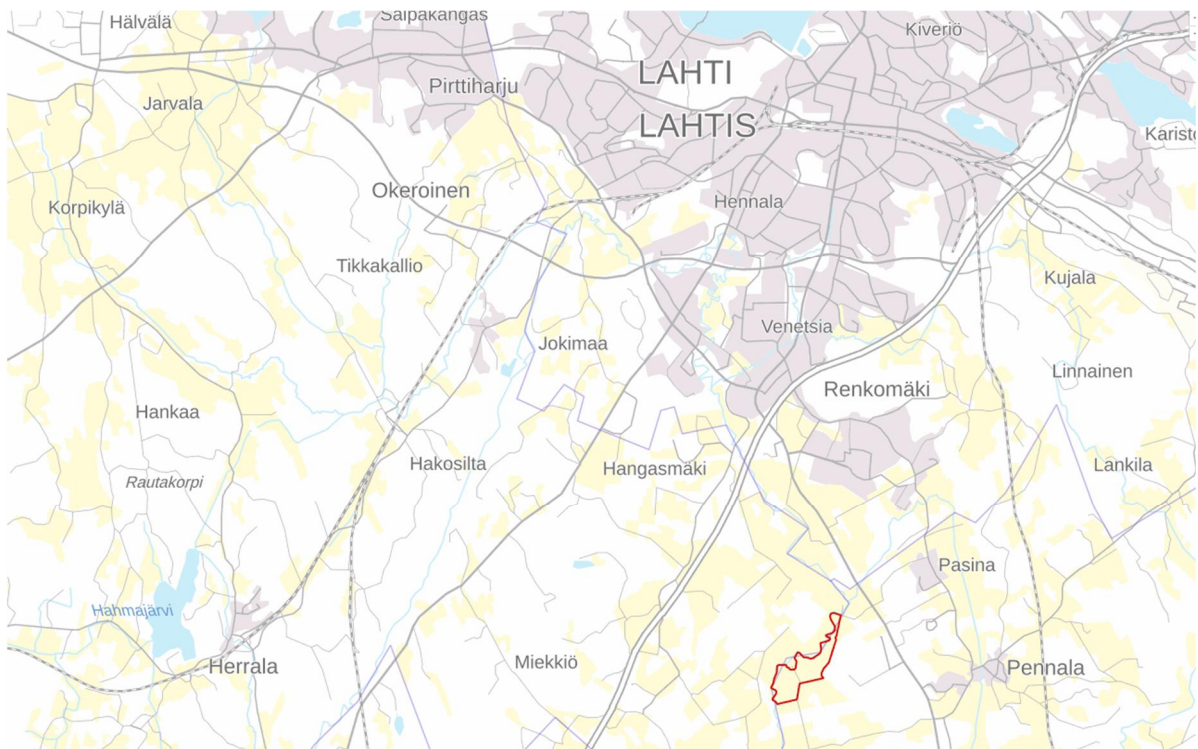 Hälvälä
Salpakangas
Kiveriö
LAHTI
Pirttiharju
Jarvala
LAHTIS
Okeroinen
Hennala
Korpikylä
Tikkakallio
Kujala
Venetsia
Jokimaa
Linnainen
Renkomäki
Hankaa
Hakosilta
Hangasmäki
Lankila
Rautakorpi
Pasina
Hahmajärvi
Herrala
Miekkiö
Pennala